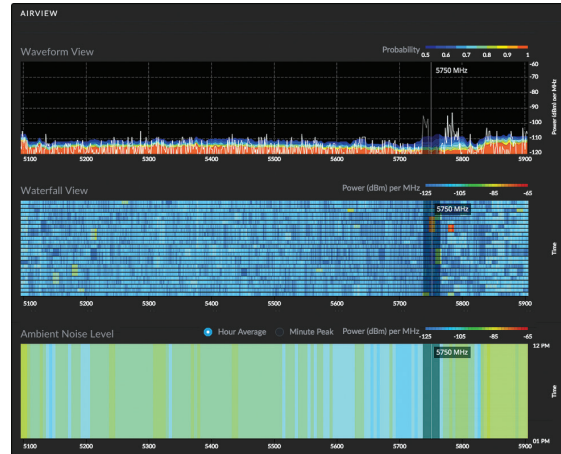 AIRVIEW
Waveform View
Probability 0.5 0.6 0.7 0.8 0.9 1
5750 MHz
-60
-70
-80
-90
-100
-110
-120
Power (dBm) per MHz
5100 5200 5300 5400 5500 5600 5700 5800 5900
Waterfall View
Power (dBm) per MHz -125 -105 -85 -65
5750 MHz
Time
5100 5200 5300 5400 5500 5600 5700 5800 5900
Ambient Noise Level
Hour Average Minute Peak Power (dBm) per MHz -125 -105 -85 -65
5750 MHz
12 PM
Time
01 PM
5100 5200 5300 5400 5500 5600 5700 5800 5900